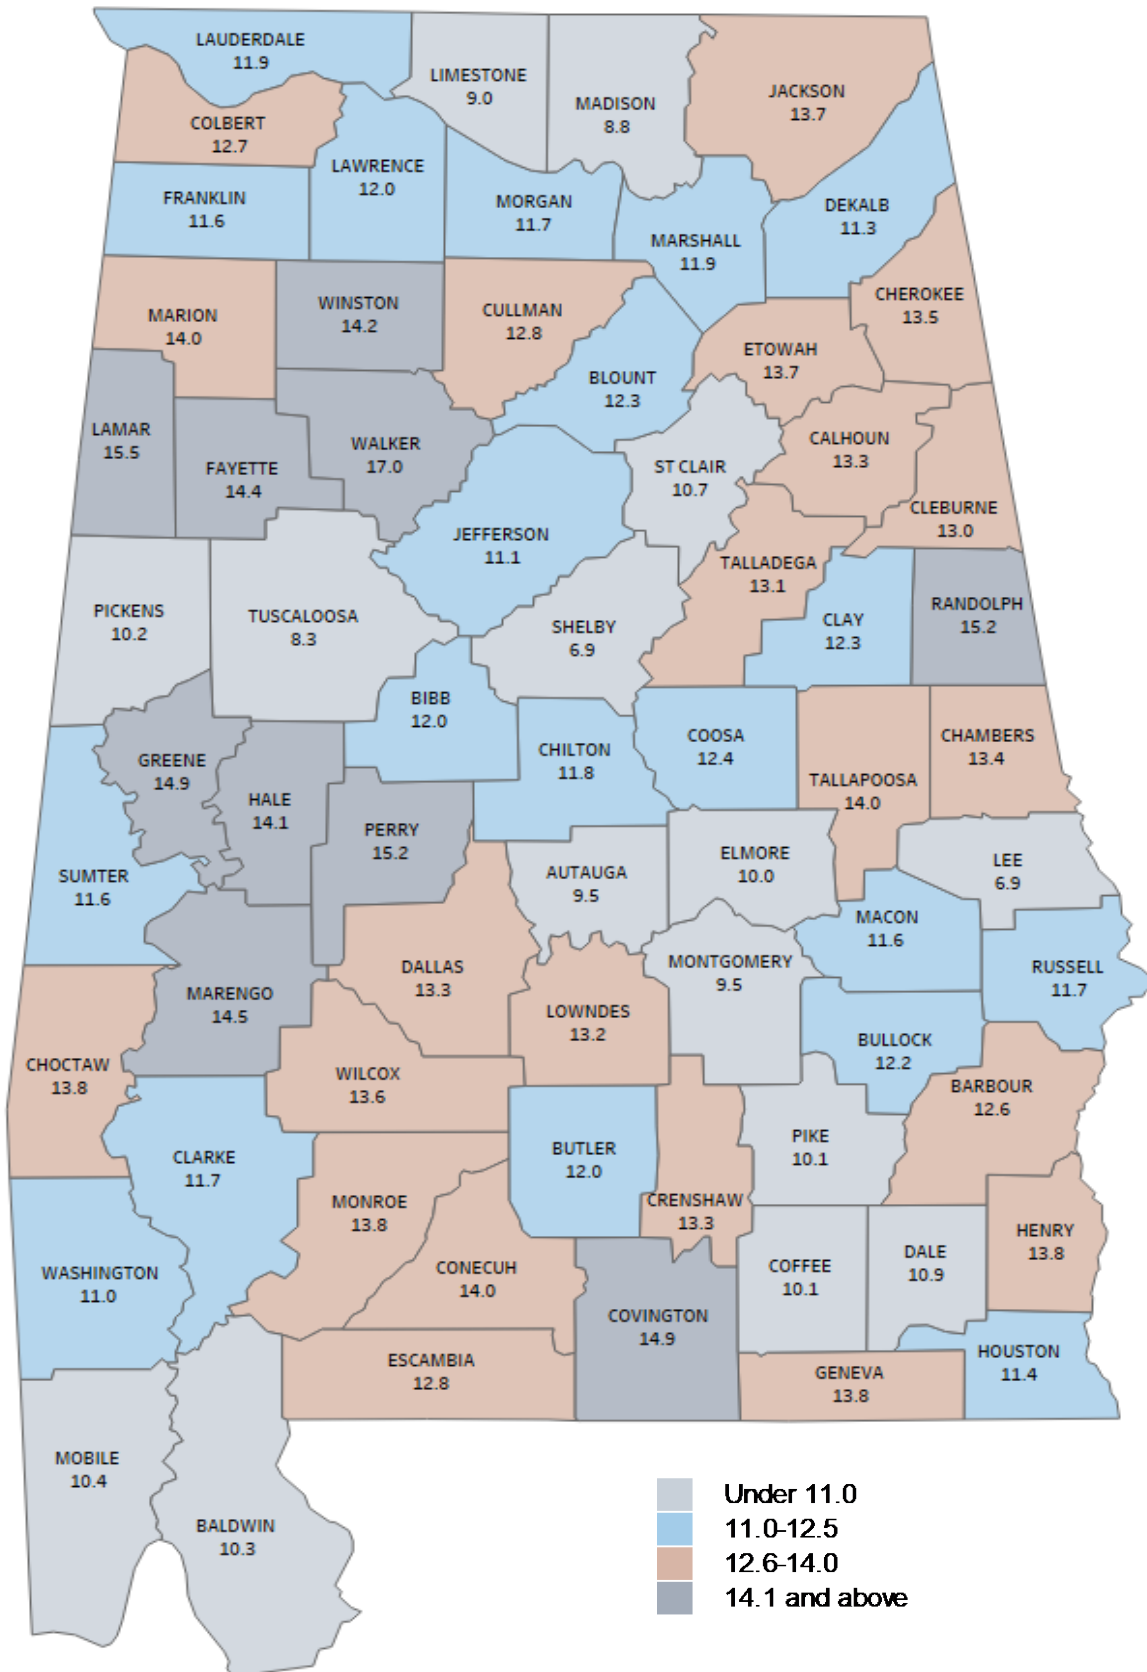 LAUDERDALE
11.9
LIMESTONE
9.0
MADISON
8.8
JACKSON
13.7
COLBERT
12.7
LAWRENCE
12.0
FRANKLIN
11.6
MORGAN
11.7
MARSHALL
11.9
DEKALB
11.3
CHEROKEE
13.5
MARION
14.0
WINSTON
14.2
CULLMAN
12.8
ETOWAH
13.7
BLOUNT
12.3
LAMAR
15.5
FAYETTE
14.4
WALKER
17.0
ST CLAIR
10.7
CALHOUN
13.3
CLEBURNE
13.0
JEFFERSON
11.1
TALLADEGA
13.1
PICKENS
10.2
TUSCALOOSA
8.3
SHELBY
6.9
CLAY
12.3
RANDOLPH
15.2
BIBB
12.0
GREENE
14.9
HALE
14.1
CHILTON
11.8
COOSA
12.4
TALLAPOOSA
14.0
CHAMBERS
13.4
PERRY
15.2
SUMTER
11.6
AUTAUGA
9.5
ELMORE
10.0
LEE
6.9
MACON
11.6
RUSSELL
11.7
MARENGO
14.5
DALLAS
13.3
LOWNDES
13.2
MONTGOMERY
9.5
BULLOCK
12.2
CHOCTAW
13.8
WILCOX
13.6
BARBOUR
12.6
CLARKE
11.7
BUTLER
12.0
PIKE
10.1
MONROE
13.8
CRENSHAW
13.3
HENRY
13.8
WASHINGTON
11.0
CONECUH
14.0
COFFEE
10.1
DALE
10.9
COVINGTON
14.9
HOUSTON
11.4
ESCAMBIA
12.8
GENEVA
13.8
MOBILE
10.4
BALDWIN
10.3
Under 11.0
11.0-12.5
12.6-14.0
14.1 and above